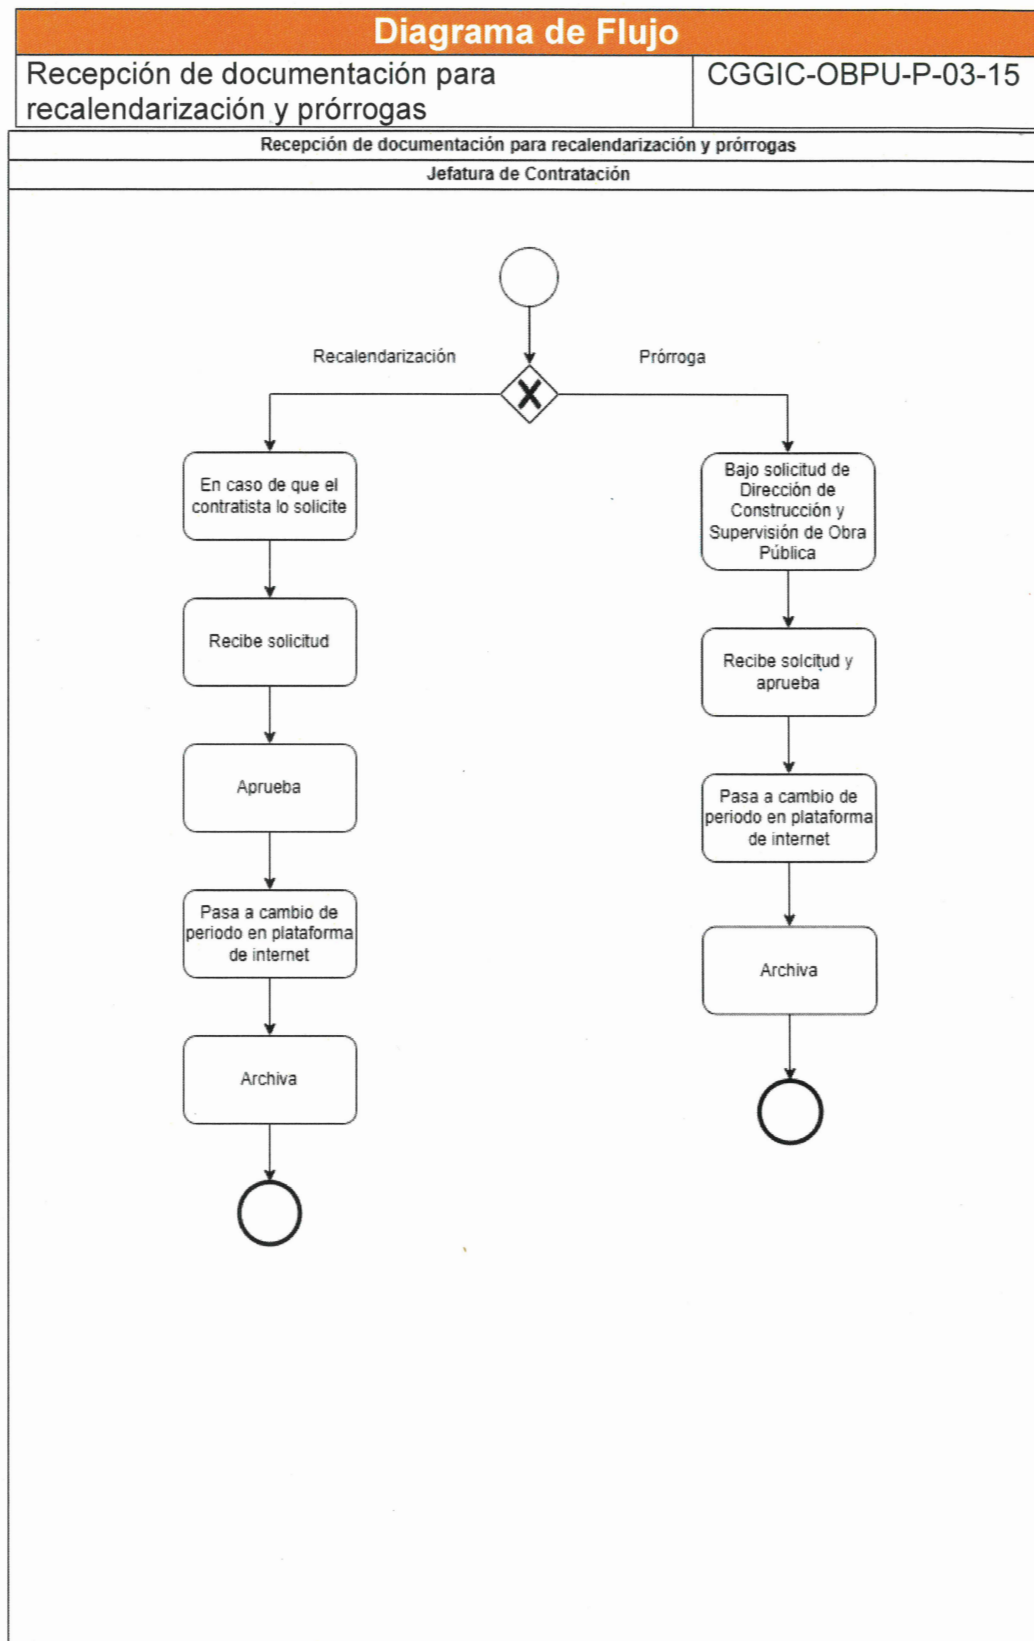 Diagrama de Flujo
Recepción de documentación para
recalendarización y prórrogas
CGGIC-OBPU-P-03-15
Recepción de documentación para recalendarización y prórrogas
Jefatura de Contratación
Recalendarización
Prórroga
En caso de que el
contratista lo solicite
Recibe solicitud
Aprueba
Pasa a cambio de
periodo en plataforma
de internet
Archiva
Bajo solicitud de
Dirección de
Construcción y
Supervisión de Obra
Pública
Recibe solcitud y
aprueba
Pasa a cambio de
periodo en plataforma
de internet
Archiva